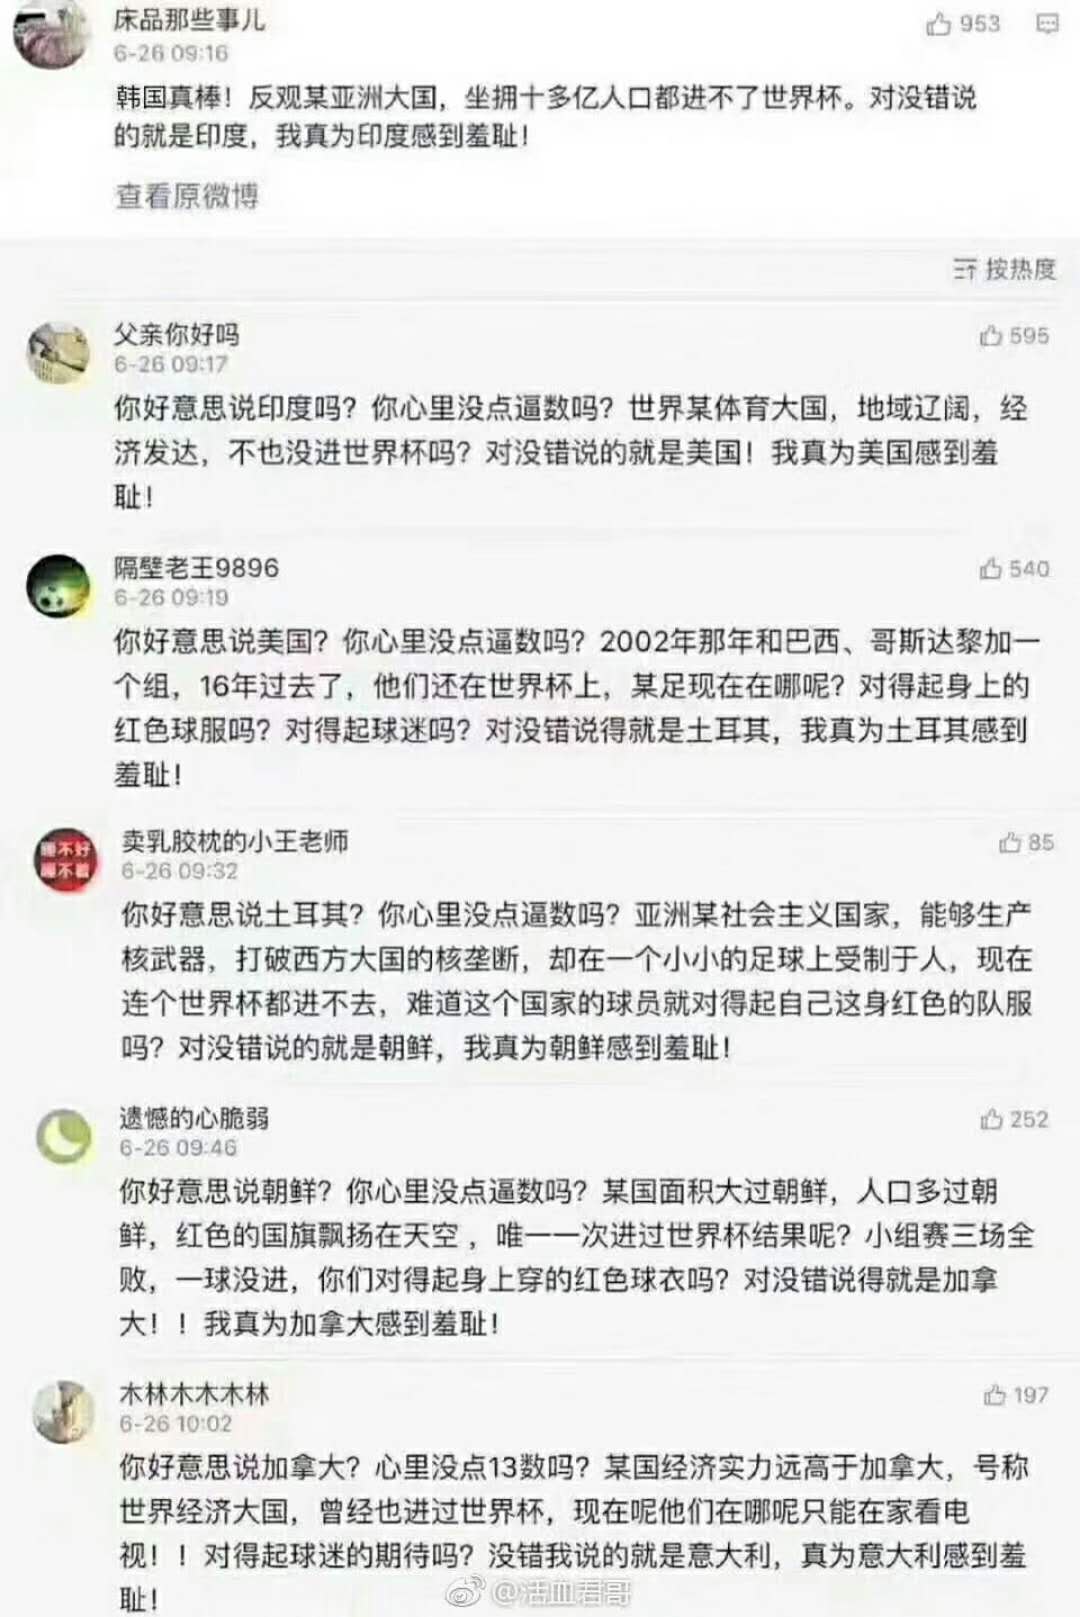 床品那些事儿
953
6-26 09:16
韩国真棒！反观某亚洲大国，坐拥十多亿人口都进不了世界杯。对没错说
的就是印度，我真为印度感到羞耻！
查看原微博
按热度
父亲你好吗
595
6-26 09:17
你好意思说印度吗？你心里没点逼数吗？世界某体育大国，地域辽阔，经
济发达，不也没进世界杯吗？对没错说的就是美国！我真为美国感到羞
耻！
隔壁老王9896
540
6-26 09:19
你好意思说美国？你心里没点逼数吗？2002年那年和巴西、哥斯达黎加一
个组，16年过去了，他们还在世界杯上，某足现在在哪呢？对得起身上的
红色球服吗？对得起球迷吗？对没错说得就是土耳其，我真为土耳其感到
羞耻！
睡不好
睡不着
卖乳胶枕的小王老师
85
6-26 09:32
你好意思说土耳其？你心里没点逼数吗？亚洲某社会主义国家，能够生产
核武器，打破西方大国的核垄断，却在一个小小的足球上受制于人，现在
连个世界杯都进不去，难道这个国家的球员就对得起自己这身红色的队服
吗？对没错说的就是朝鲜，我真为朝鲜感到羞耻！
遗憾的心脆弱
252
6-26 09:46
你好意思说朝鲜？你心里没点逼数吗？某国面积大过朝鲜，人口多过朝
鲜，红色的国旗飘扬在天空，唯一一次进过世界杯结果呢？小组赛三场全
败，一球没进，你们对得起身上穿的红色球衣吗？对没错说得就是加拿
大！！我真为加拿大感到羞耻！
木林木木木林
197
6-26 10:02
你好意思说加拿大？心里没点13数吗？某国经济实力远高于加拿大，号称
世界经济大国，曾经也进过世界杯，现在呢他们在哪呢只能在家看电
视！！对得起球迷的期待吗？没错我说的就是意大利，真为意大利感到羞
耻！
@活血君哥